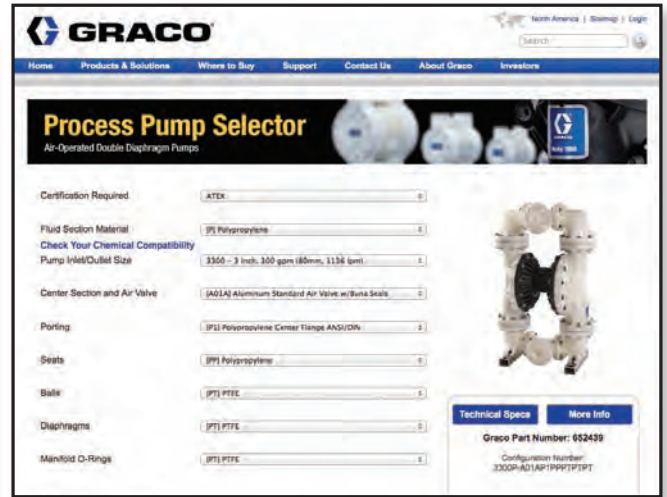 GRACO
North America | Sitemap | Login
Search
Home Products & Solutions Where to Buy Support Contact Us About Graco Investors
Process Pump Selector
Air-Operated Double Diaphragm Pumps
Certification Required ATEX
Fluid Section Material [P] Polypropylene
Check Your Chemical Compatibility
Pump Inlet/Outlet Size 3300 – 3 inch, 300 gpm (80mm, 1136 lpm)
Center Section and Air Valve [A01A] Aluminum Standard Air Valve w/Buna Seals
Porting [P1] Polypropylene Center Flange ANSI/DIN
Seats [PP] Polypropylene
Balls [PT] PTFE
Diaphragms [PT] PTFE
Manifold O-Rings [PT] PTFE
Technical Specs More Info
Graco Part Number: 652439
Configuration Number:
3300P-A01AP1PPPTPTPT